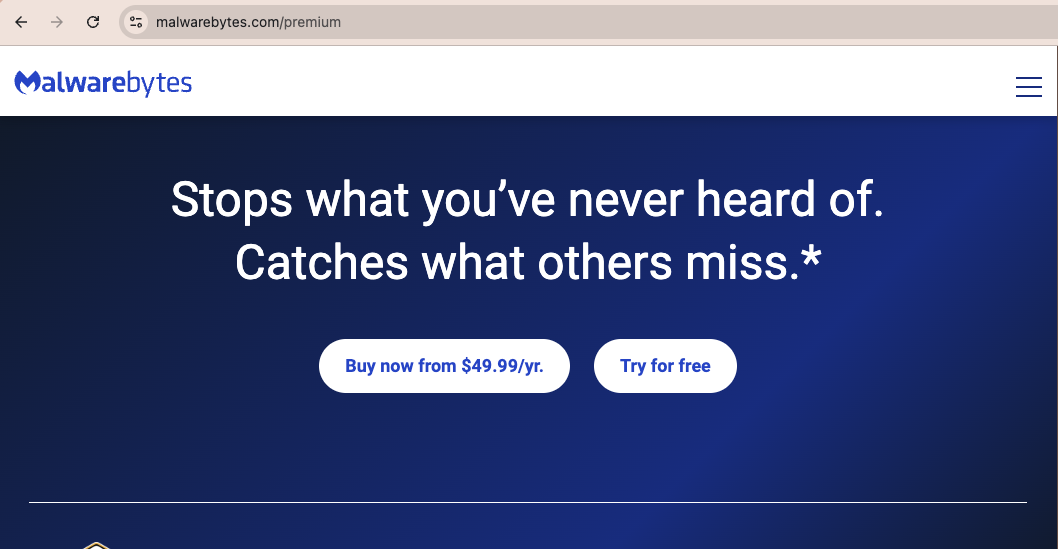 malwarebytes.com/premium
Malwarebytes
Stops what you’ve never heard of.
Catches what others miss.*
Buy now from $49.99/yr.
Try for free